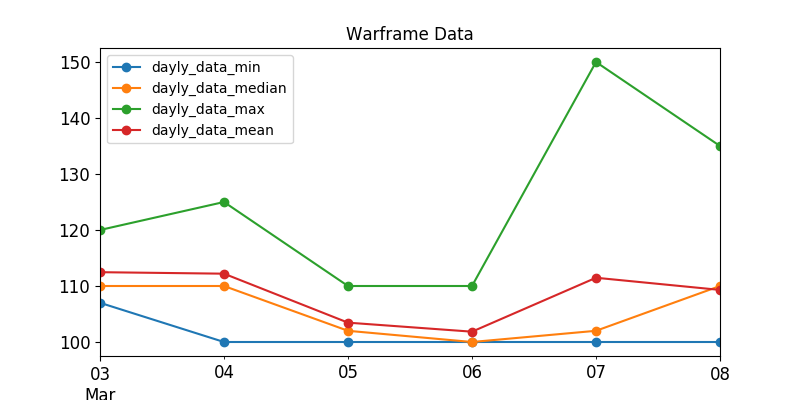 Warframe Data
dayly_data_min
dayly_data_median
dayly_data_max
dayly_data_mean
150
140
130
120
110
100
03 04 05 06 07 08
Mar